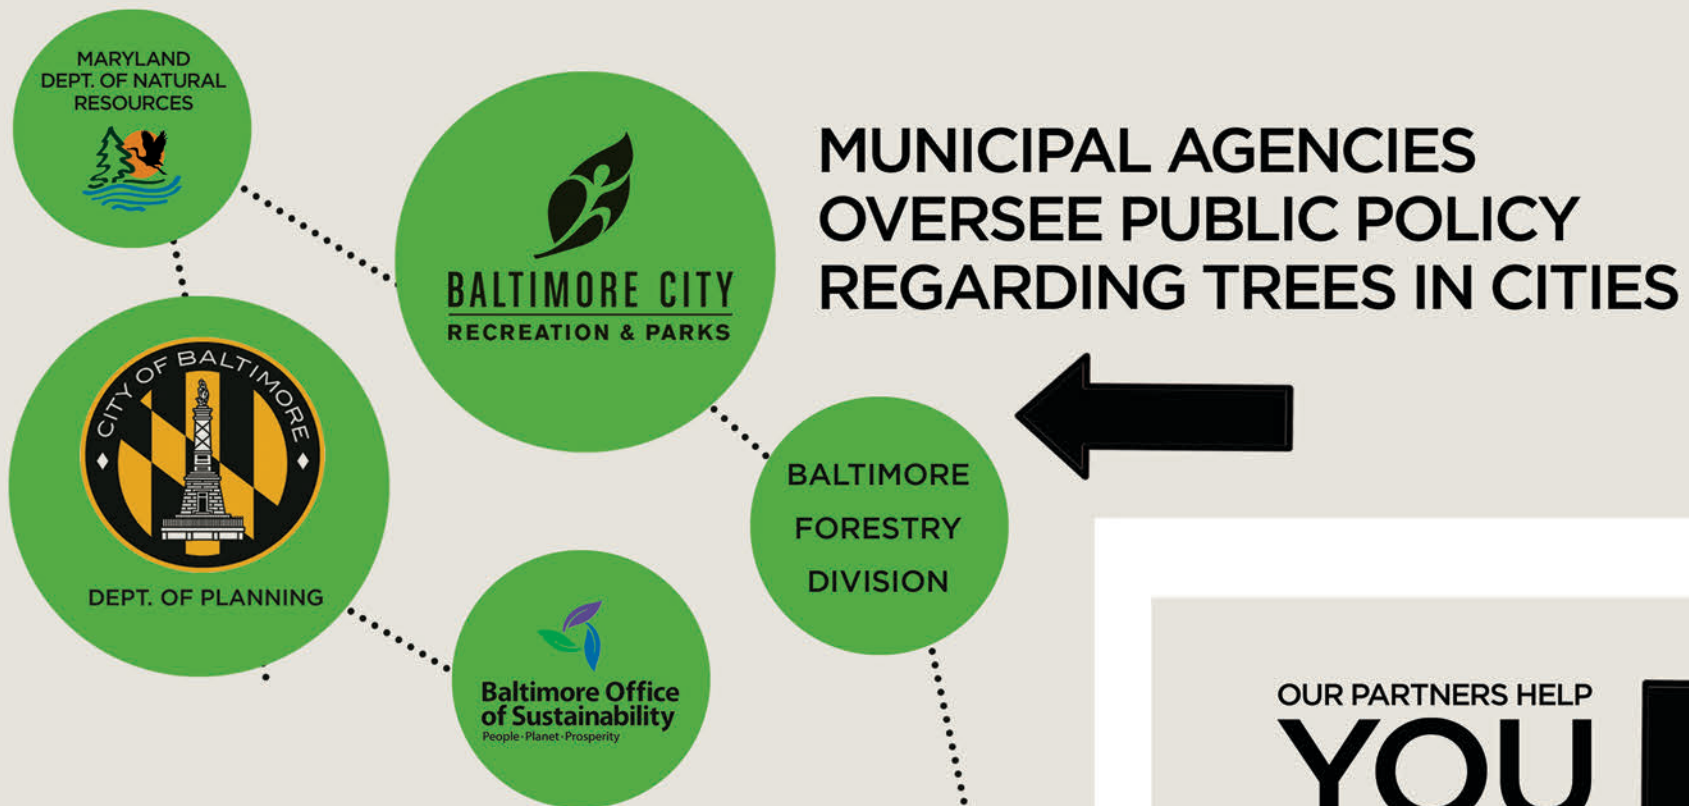 MARYLAND
DEPT. OF NATURAL
RESOURCES
BALTIMORE CITY
RECREATION & PARKS
MUNICIPAL AGENCIES
OVERSEE PUBLIC POLICY
REGARDING TREES IN CITIES
CITY OF BALTIMORE
DEPT. OF PLANNING
BALTIMORE
FORESTRY
DIVISION
Baltimore Office
of Sustainability
People·Planet·Prosperity
OUR PARTNERS HELP
YOU